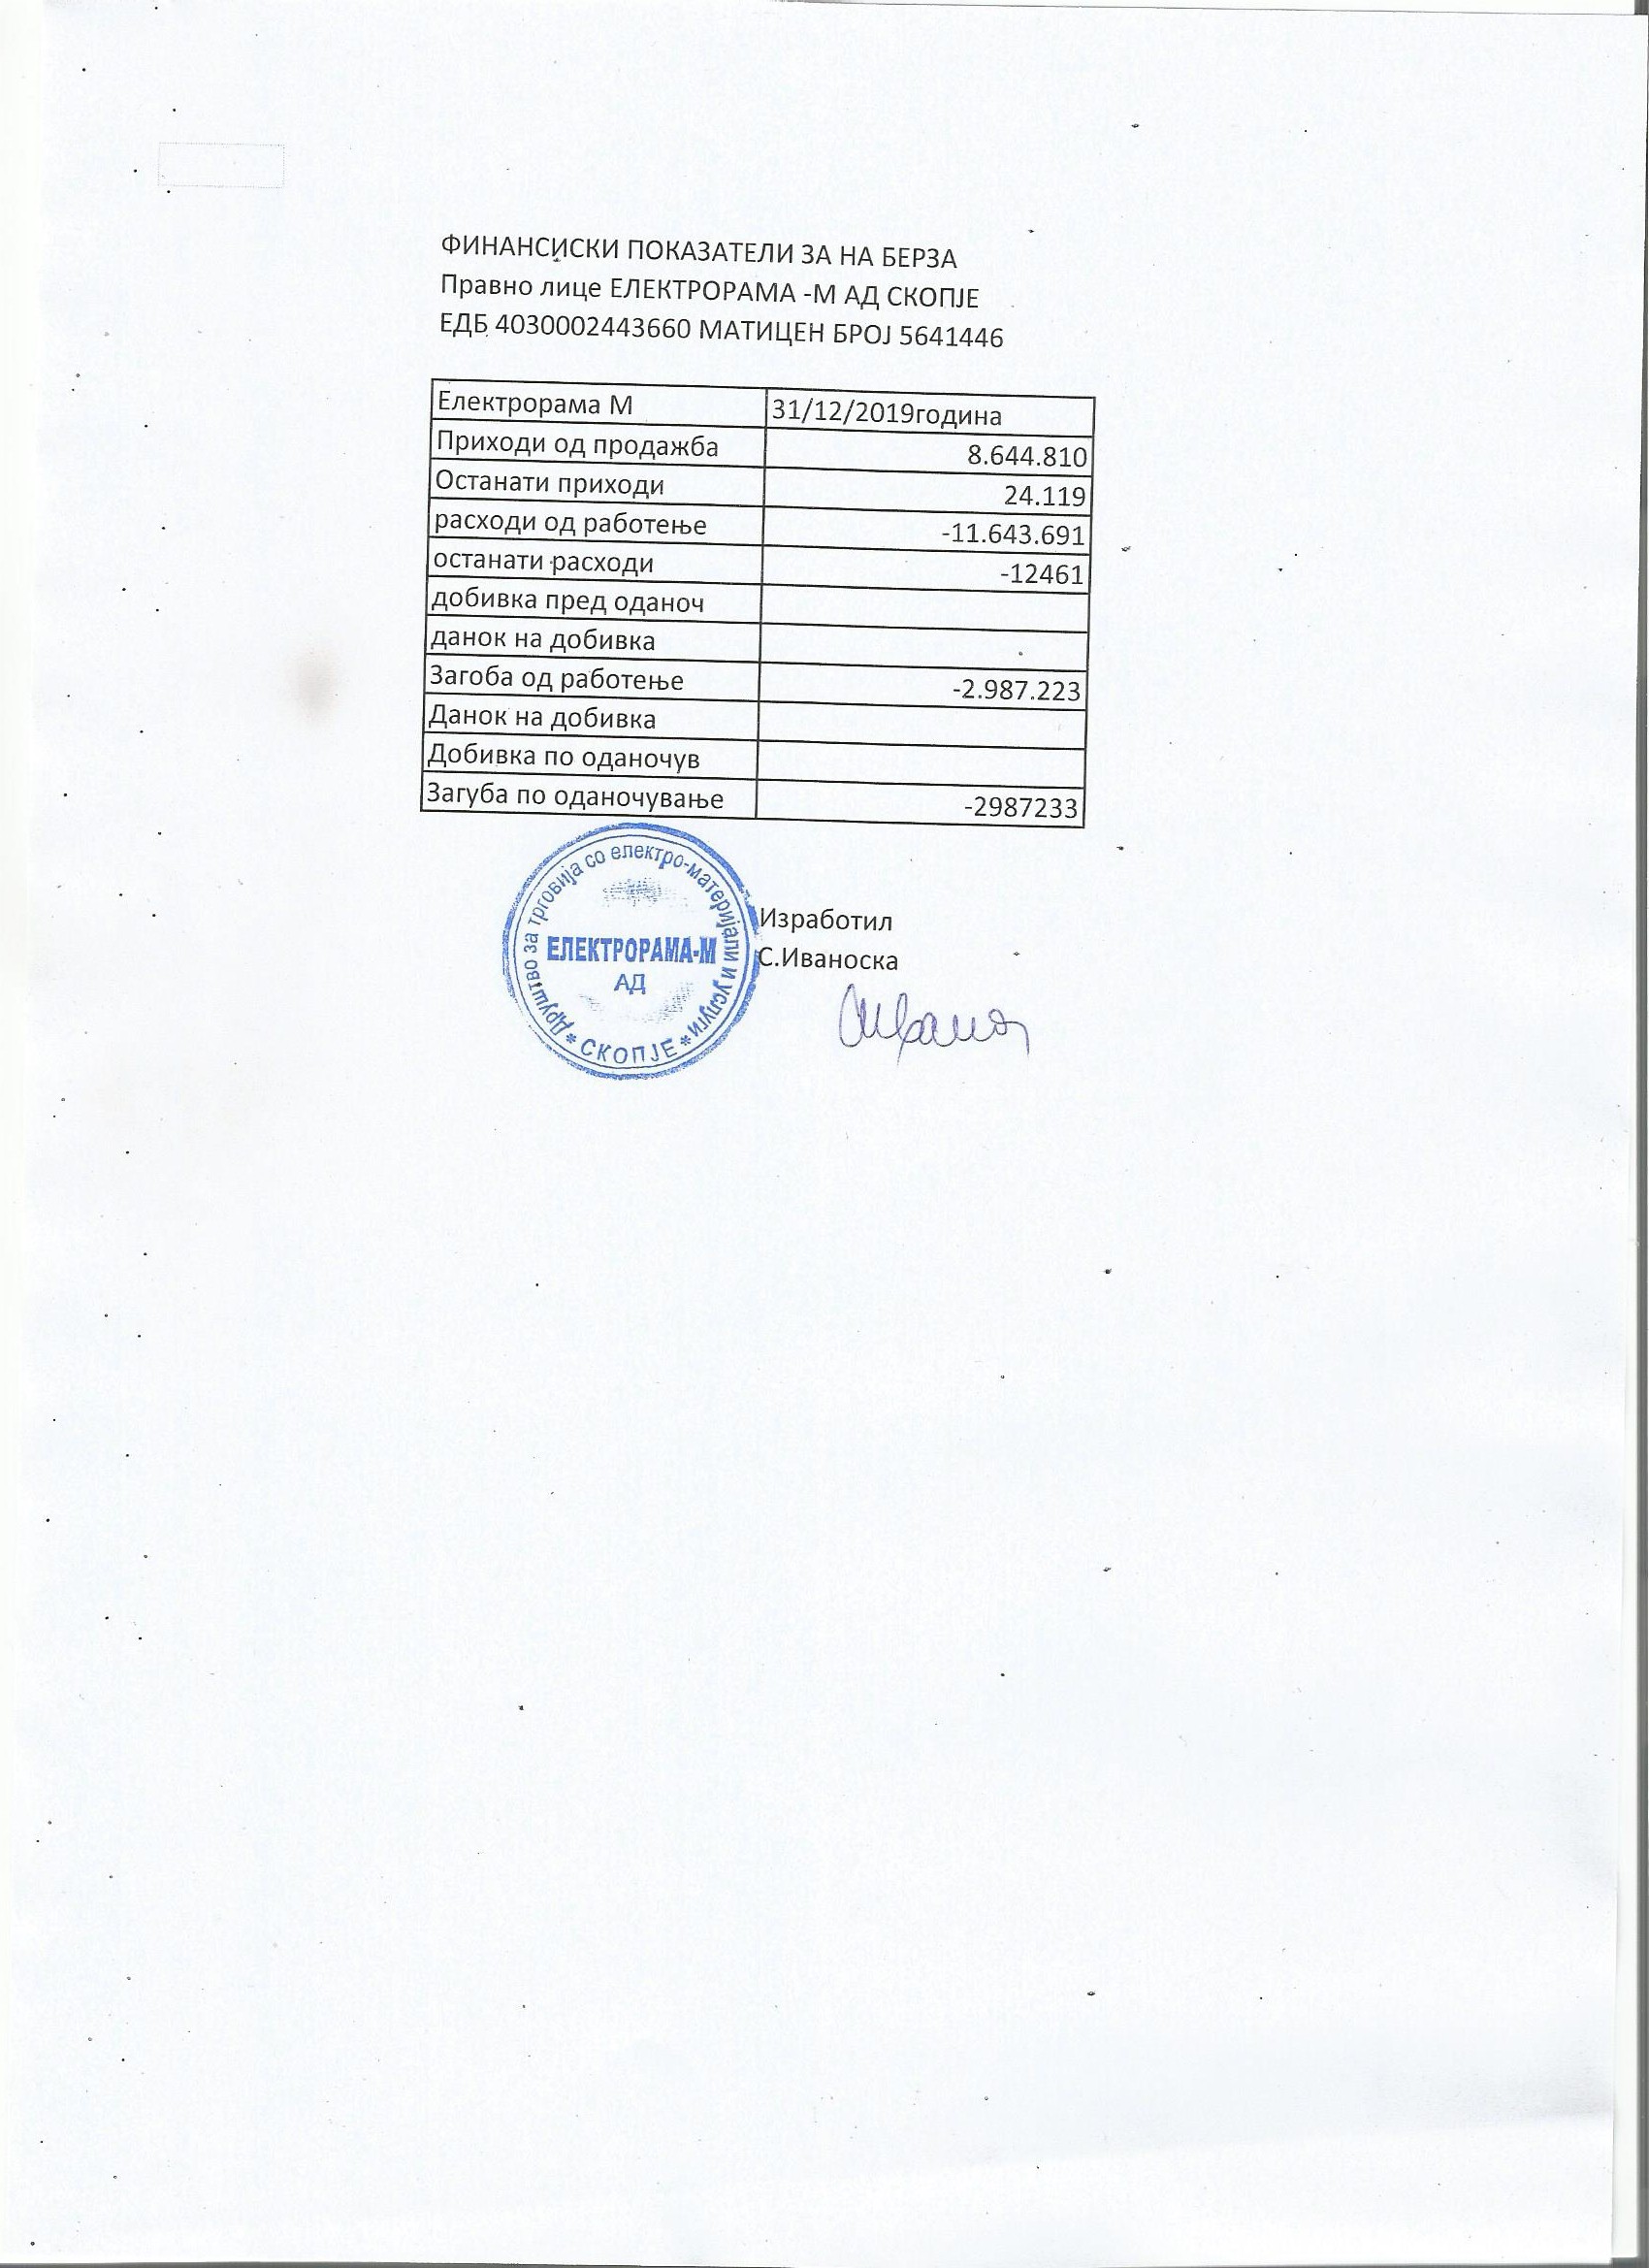 ФИНАНСИСКИ ПОКАЗАТЕЛИ ЗА НА БЕРЗА
Правно лице ЕЛЕКТРОРАМА -М АД СКОПЈЕ
ЕДБ 4030002443660 МАТИЦЕН БРОЈ 5641446
Електрорама М 31/12/2019година
Приходи од продажба 8.644.810
Останати приходи 24.119
расходи од работење -11.643.691
останати расходи -12461
добивка пред оданоч
данок на добивка
Загоба од работење -2.987.223
Данок на добивка
Добивка по оданочув
Загуба по оданочување -2987233
Друштво за трговија со електро-материјали и услуги
ЕЛЕКТРОРАМА-М
АД
* СКОПЈЕ *
Изработил
С.Иваноска